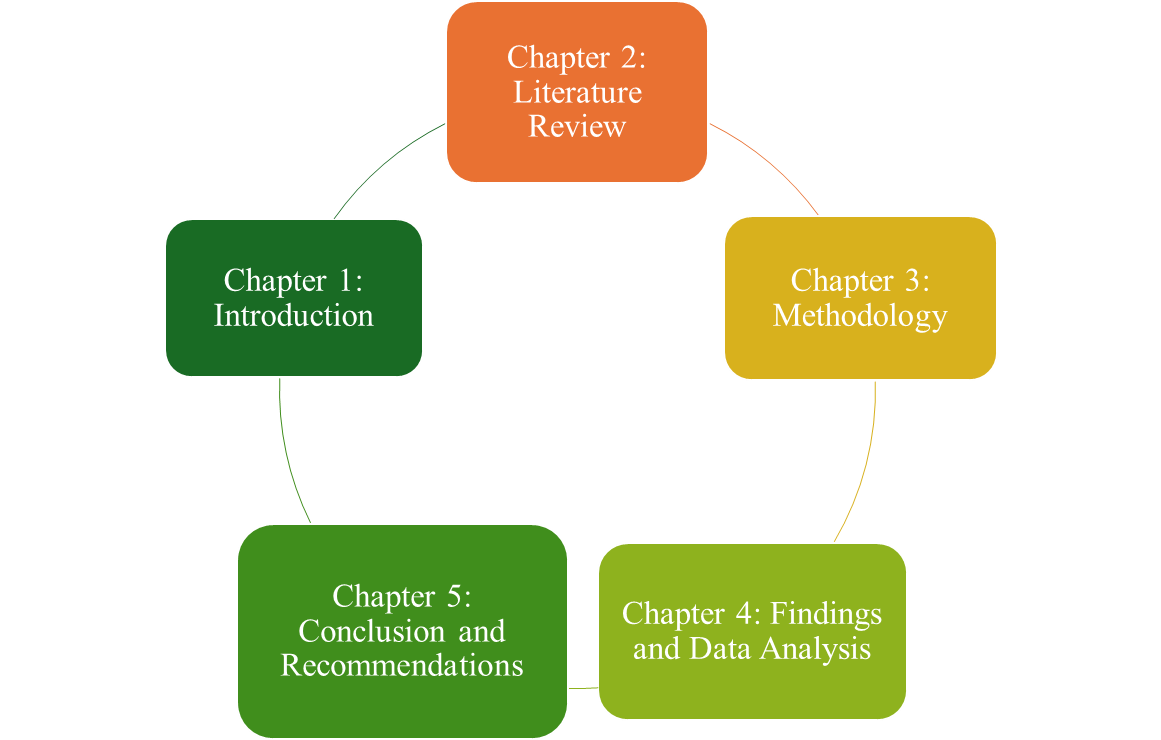 Chapter 1:
Introduction
Chapter 2:
Literature
Review
Chapter 3:
Methodology
Chapter 4: Findings
and Data Analysis
Chapter 5:
Conclusion and
Recommendations